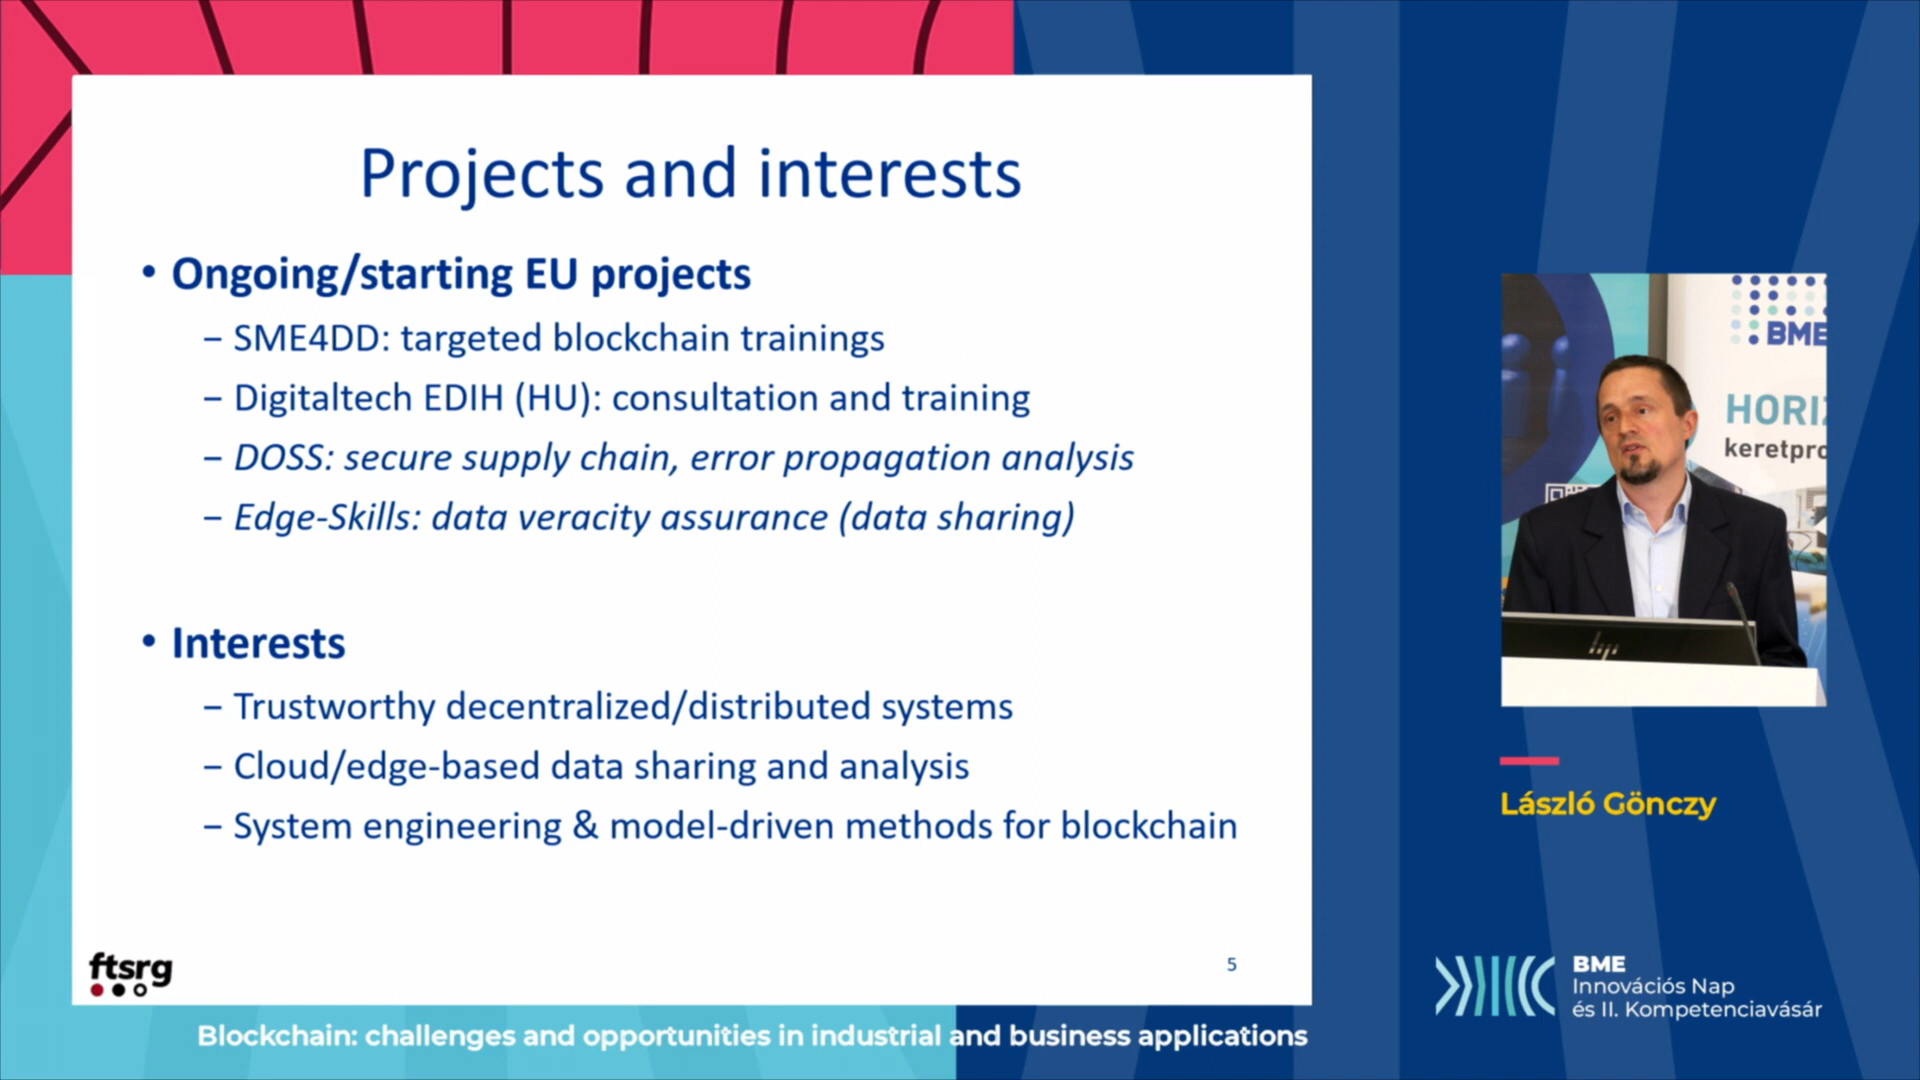 Projects and interests
• Ongoing/starting EU projects
– SME4DD: targeted blockchain trainings
– Digitaltech EDIH (HU): consultation and training
– DOSS: secure supply chain, error propagation analysis
– Edge-Skills: data veracity assurance (data sharing)
• Interests
– Trustworthy decentralized/distributed systems
– Cloud/edge-based data sharing and analysis
– System engineering & model-driven methods for blockchain
ftsrg
5
Blockchain: challenges and opportunities in industrial and business applications
BME
HORIZ
keretpro
hp
László Gönczy
BME
Innovációs Nap
és II. Kompetenciavásár